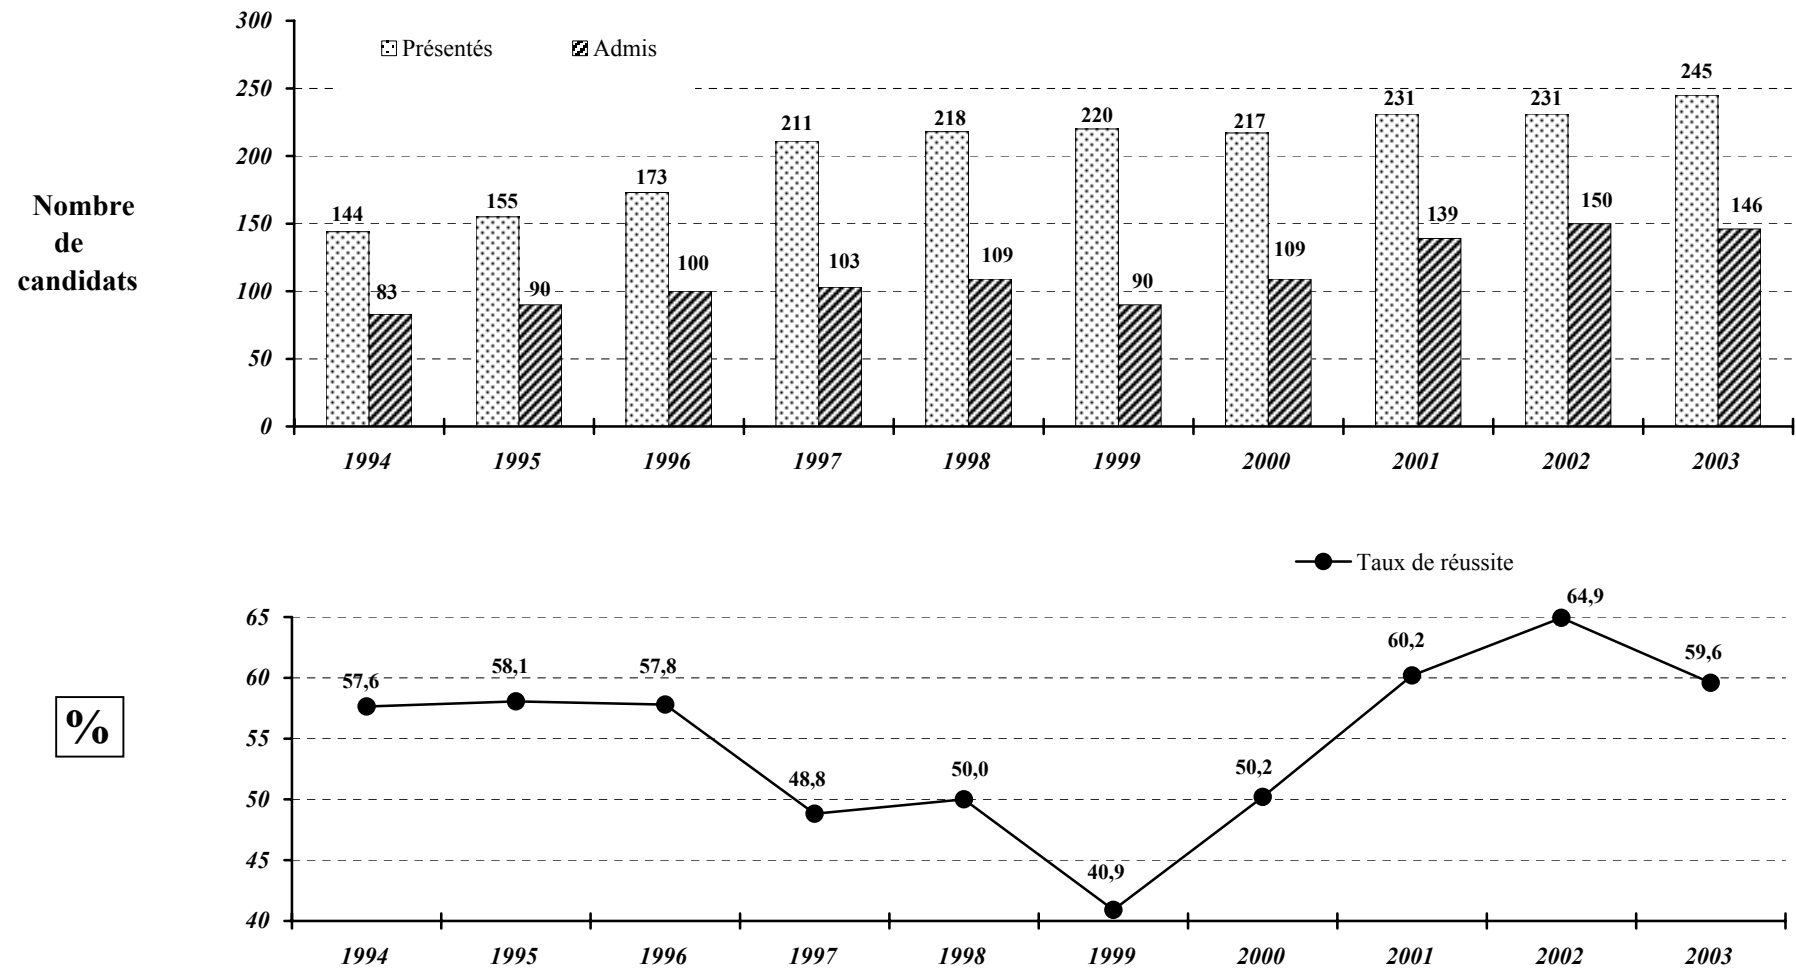 300
Présentés Admis
250
200
150
100
50
0
Nombre
de
candidats
144 155 173 211 218 220 217 231 231 245
83 90 100 103 109 90 109 139 150 146
1994 1995 1996 1997 1998 1999 2000 2001 2002 2003
Taux de réussite
%
65
60
55
50
45
40
57,6 58,1 57,8 48,8 50,0 40,9 50,2 60,2 64,9 59,6
1994 1995 1996 1997 1998 1999 2000 2001 2002 2003